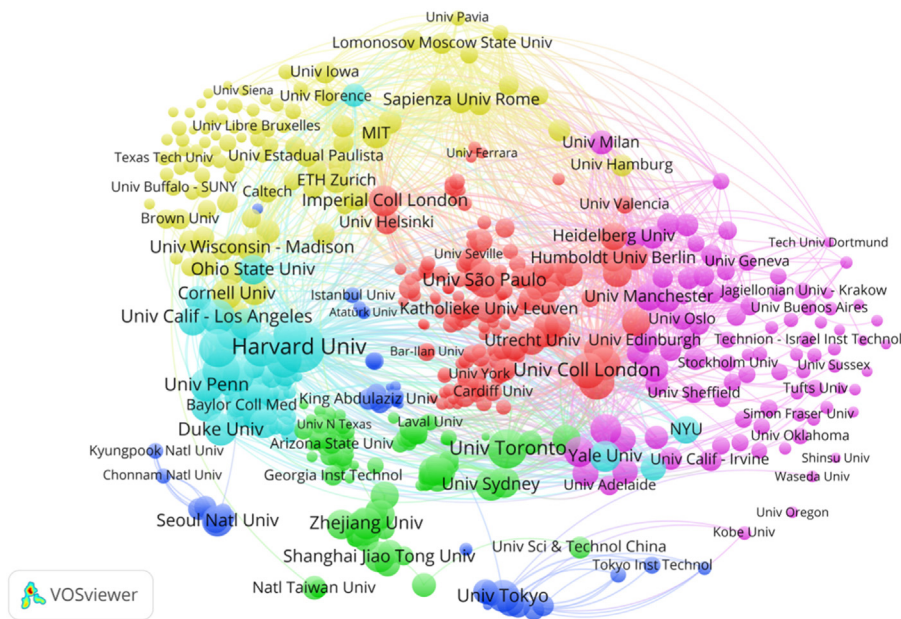 Univ Pavia
Lomonosov Moscow State Univ
Univ Iowa
Univ Siena
Univ Florence
Sapienza Univ Rome
Univ Libre Bruxelles
MIT
Univ Milan
Texas Tech Univ
Univ Estadual Paulista
Univ Ferrara
Univ Hamburg
Univ Buffalo - SUNY
Caltech
ETH Zurich
Imperial Coll London
Univ Valencia
Brown Univ
Univ Helsinki
Heidelberg Univ
Univ Wisconsin - Madison
Univ Seville
Humboldt Univ Berlin
Tech Univ Dortmund
Ohio State Univ
Univ São Paulo
Univ Geneva
Cornell Univ
Istanbul Univ
Univ Manchester
Jagiellonian Univ - Krakow
Univ Calif - Los Angeles
Atatürk Univ
Katholieke Univ Leuven
Univ Oslo
Univ Buenos Aires
Harvard Univ
Bar-Ilan Univ
Utrecht Univ
Univ Edinburgh
Technion - Israel Inst Technol
Univ Penn
Univ York
Univ Coll London
Stockholm Univ
Univ Sussex
Baylor Coll Med
King Abdulaziz Univ
Cardiff Univ
Univ Sheffield
Tufts Univ
Duke Univ
Univ N Texas
Laval Univ
NYU
Simon Fraser Univ
Kyungpook Natl Univ
Arizona State Univ
Univ Toronto
Yale Univ
Univ Calif - Irvine
Univ Oklahoma
Chonnam Natl Univ
Georgia Inst Technol
Univ Sydney
Univ Adelaide
Shinsu Univ
Waseda Univ
Seoul Natl Univ
Zhejiang Univ
Univ Oregon
Kobe Univ
Shanghai Jiao Tong Univ
Univ Sci & Technol China
Tokyo Inst Technol
Natl Taiwan Univ
Univ Tokyo
VOSviewer